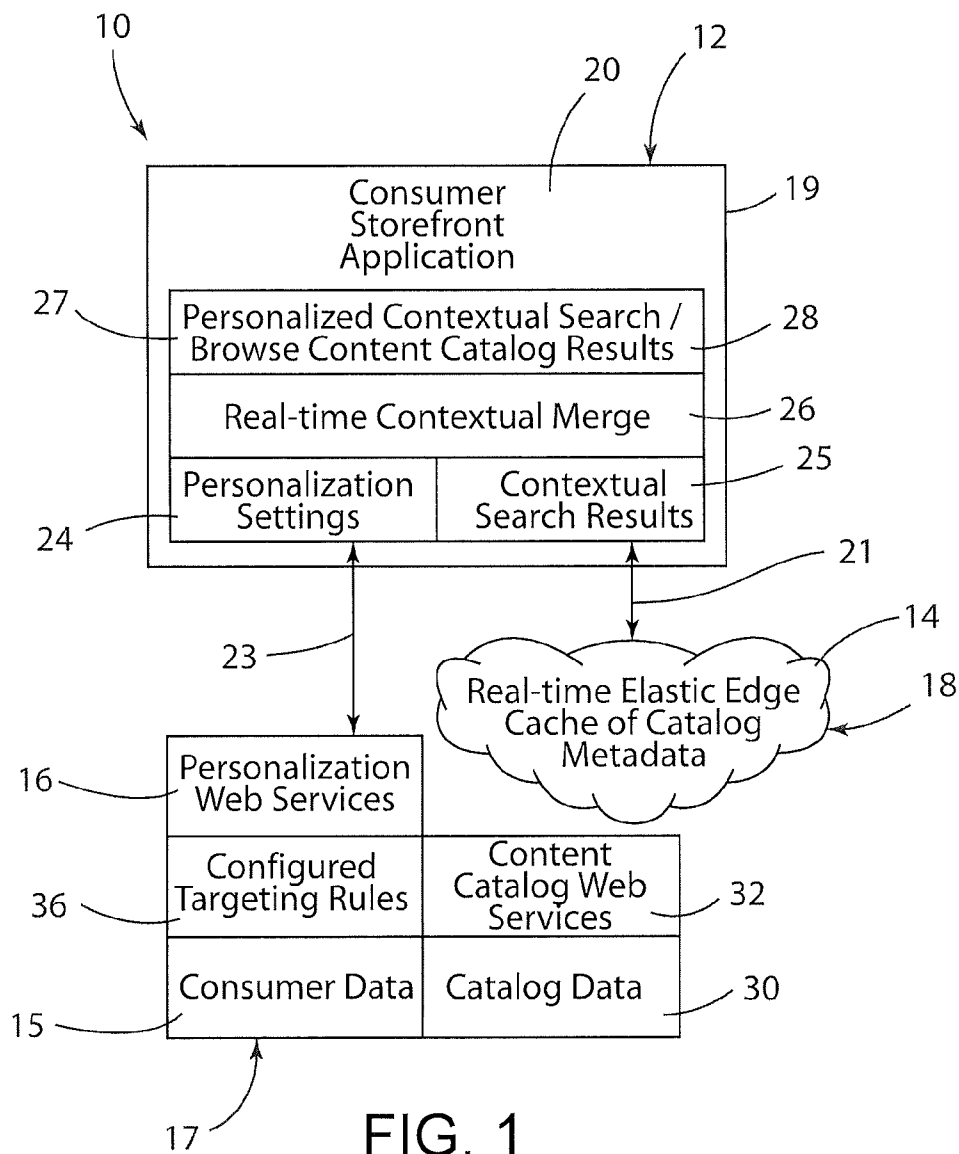 10
12
20
Consumer
Storefront
Application
19
27
Personalized Contextual Search /
Browse Content Catalog Results
28
Real-time Contextual Merge
26
Personalization
Settings
24
Contextual
Search Results
25
21
23
14
Real-time Elastic Edge
Cache of Catalog
Metadata
18
Personalization
Web Services
16
Configured
Targeting Rules
36
Content
Catalog Web
Services
32
Consumer Data
15
Catalog Data
30
17
FIG. 1